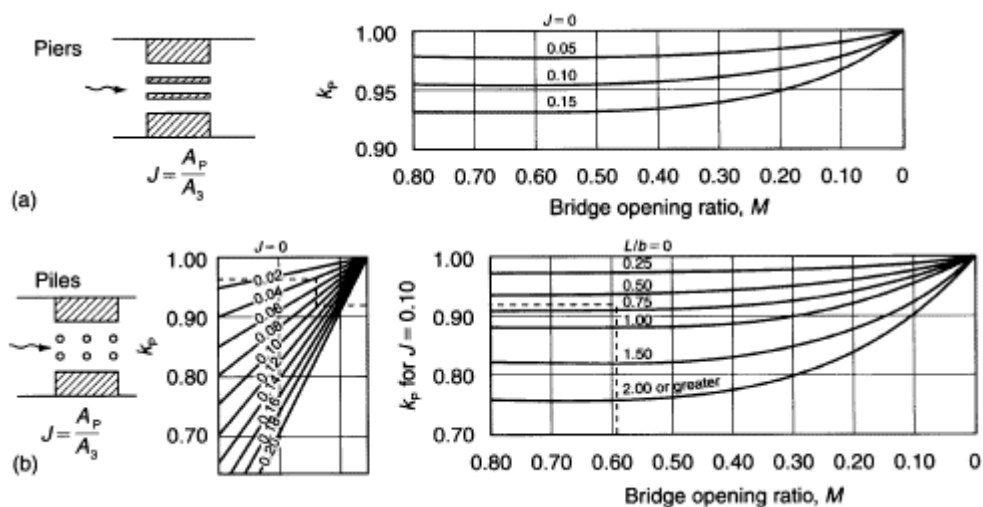 Piers
J = A_P / A_3
(a)
J = 0
1.00
0.95
0.90
k_P
0.05
0.10
0.15
0.80 0.70 0.60 0.50 0.40 0.30 0.20 0.10 0
Bridge opening ratio, M
Piles
J = A_P / A_3
(b)
J = 0
1.00
0.90
0.80
0.70
k_P
0.02
0.04
0.06
0.08
0.10
0.12
0.14
0.16
0.18
0.20
L/b = 0
1.00
0.90
0.80
0.70
k_P for J = 0.10
0.25
0.50
0.75
1.00
1.50
2.00 or greater
0.80 0.70 0.60 0.50 0.40 0.30 0.20 0.10 0
Bridge opening ratio, M